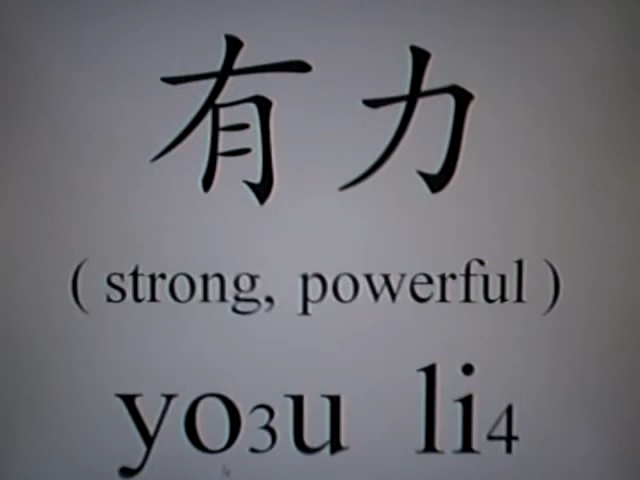 有力
( strong, powerful )
yo3u li4